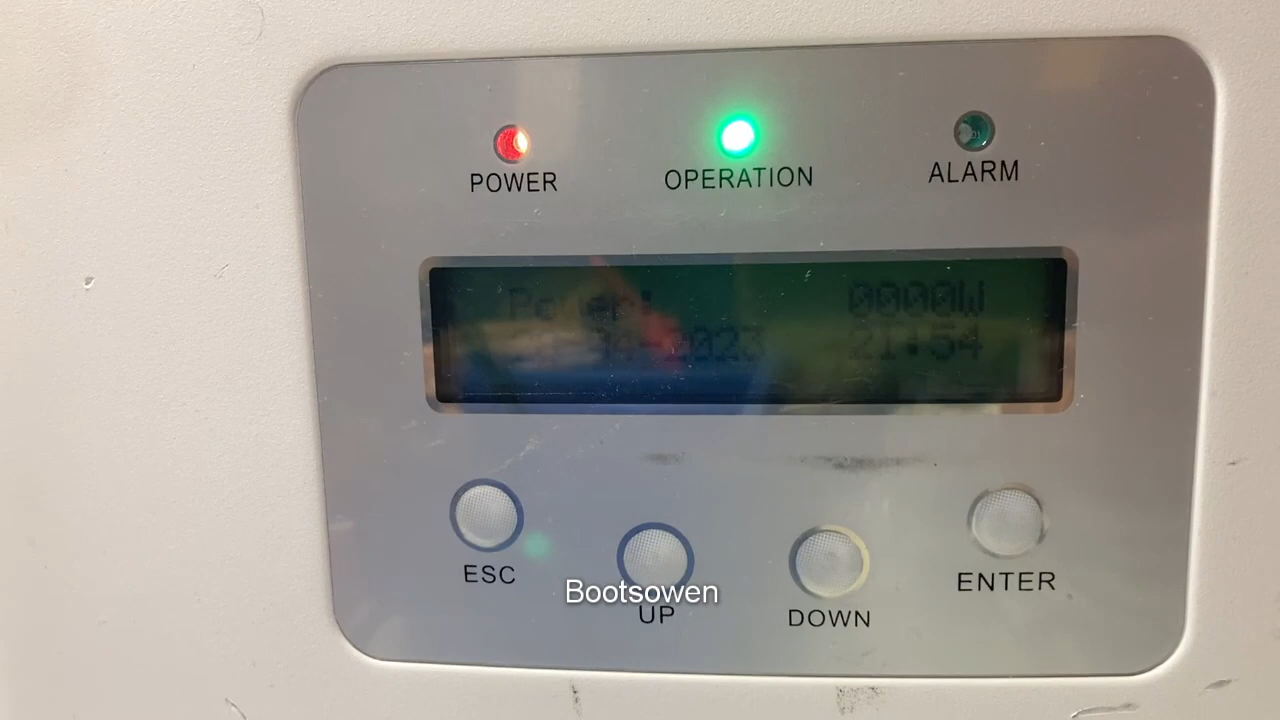 POWER OPERATION ALARM
Power: 0000W
2023 21:54
ESC
ENTER
Bootsowen
UP DOWN